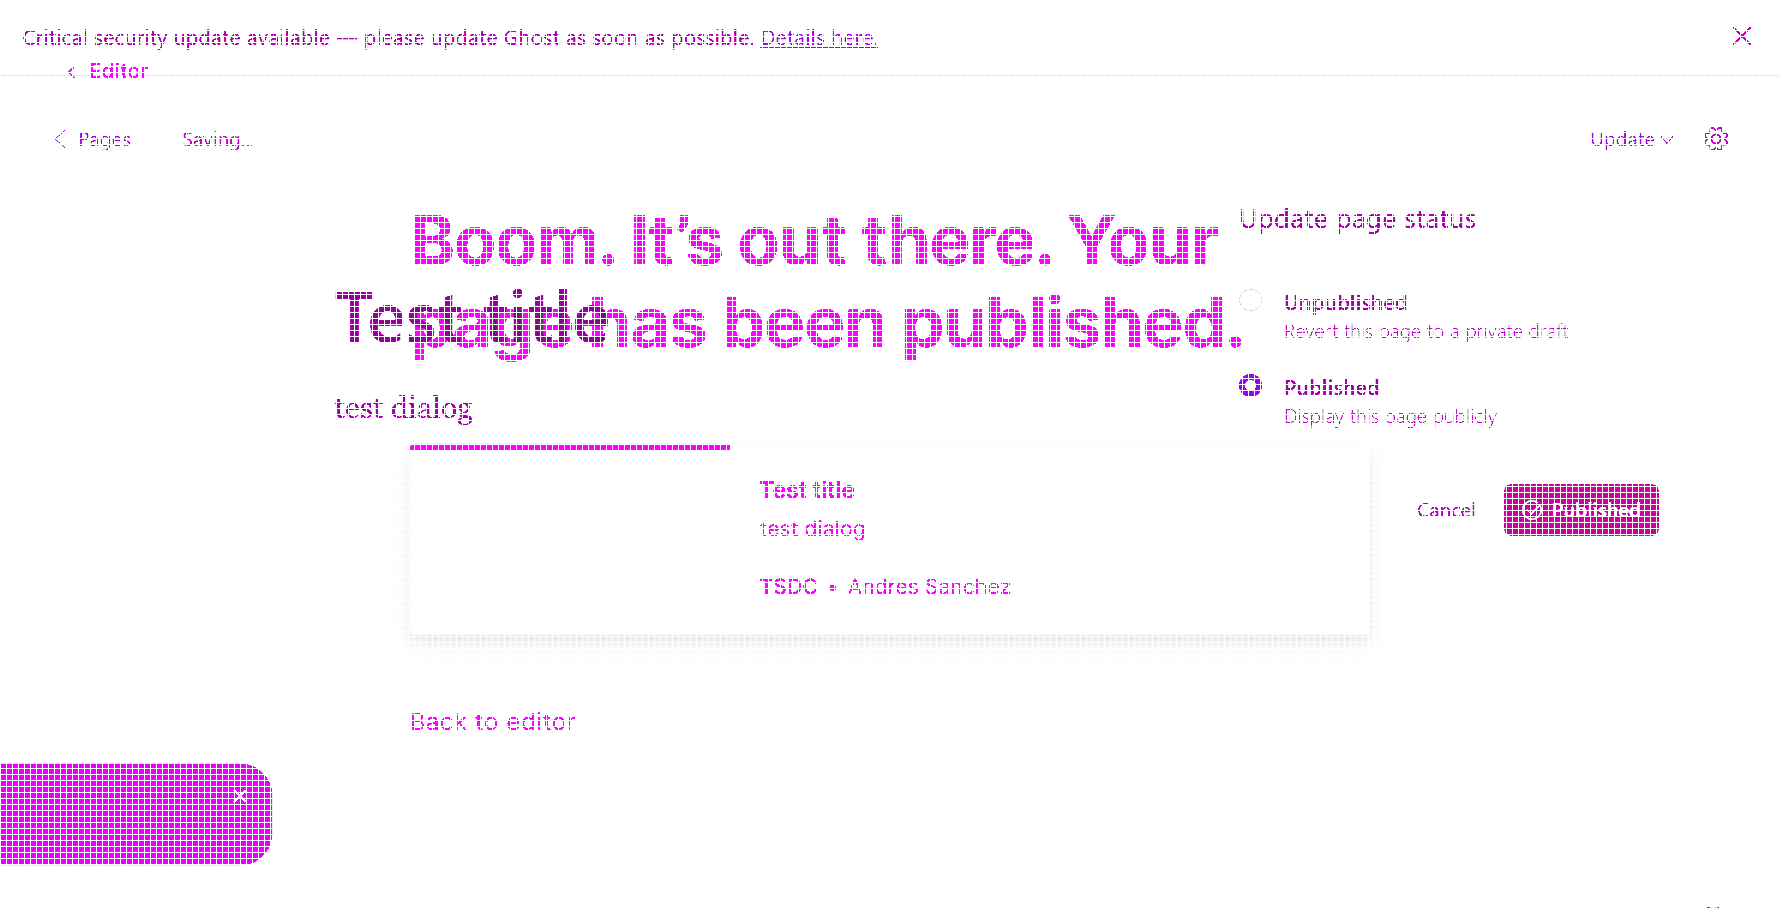 Critical security update available — please update Ghost as soon as possible. Details here.
Editor
Pages
Saving...
Update
Boom. It's out there. Your
page has been published.
Update page status
Test title
Unpublished
Revert this page to a private draft
test dialog
Published
Display this page publicly
Test title
test dialog
TSDC • Andres Sanchez
Cancel
Published
Back to editor